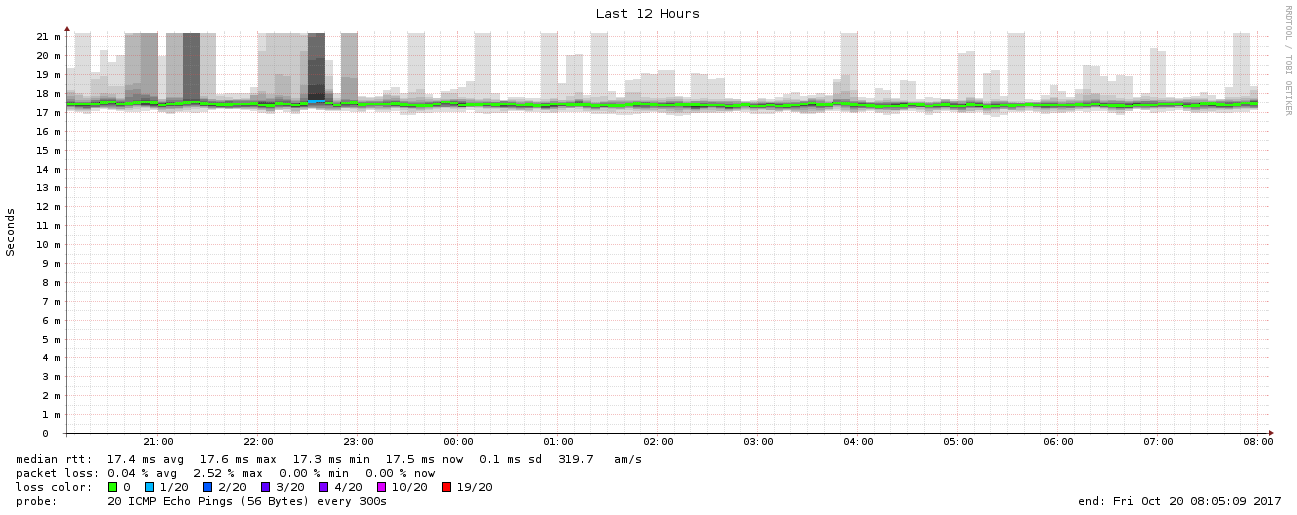 Last 12 Hours
RRDTOOL / TOBI OETIKER
Seconds
21 m
20 m
19 m
18 m
17 m
16 m
15 m
14 m
13 m
12 m
11 m
10 m
9 m
8 m
7 m
6 m
5 m
4 m
3 m
2 m
1 m
0
21:00 22:00 23:00 00:00 01:00 02:00 03:00 04:00 05:00 06:00 07:00 08:00
median rtt: 17.4 ms avg 17.6 ms max 17.3 ms min 17.5 ms now 0.1 ms sd 319.7 am/s
packet loss: 0.04 % avg 2.52 % max 0.00 % min 0.00 % now
loss color: 0 1/20 2/20 3/20 4/20 10/20 19/20
probe: 20 ICMP Echo Pings (56 Bytes) every 300s
end: Fri Oct 20 08:05:09 2017